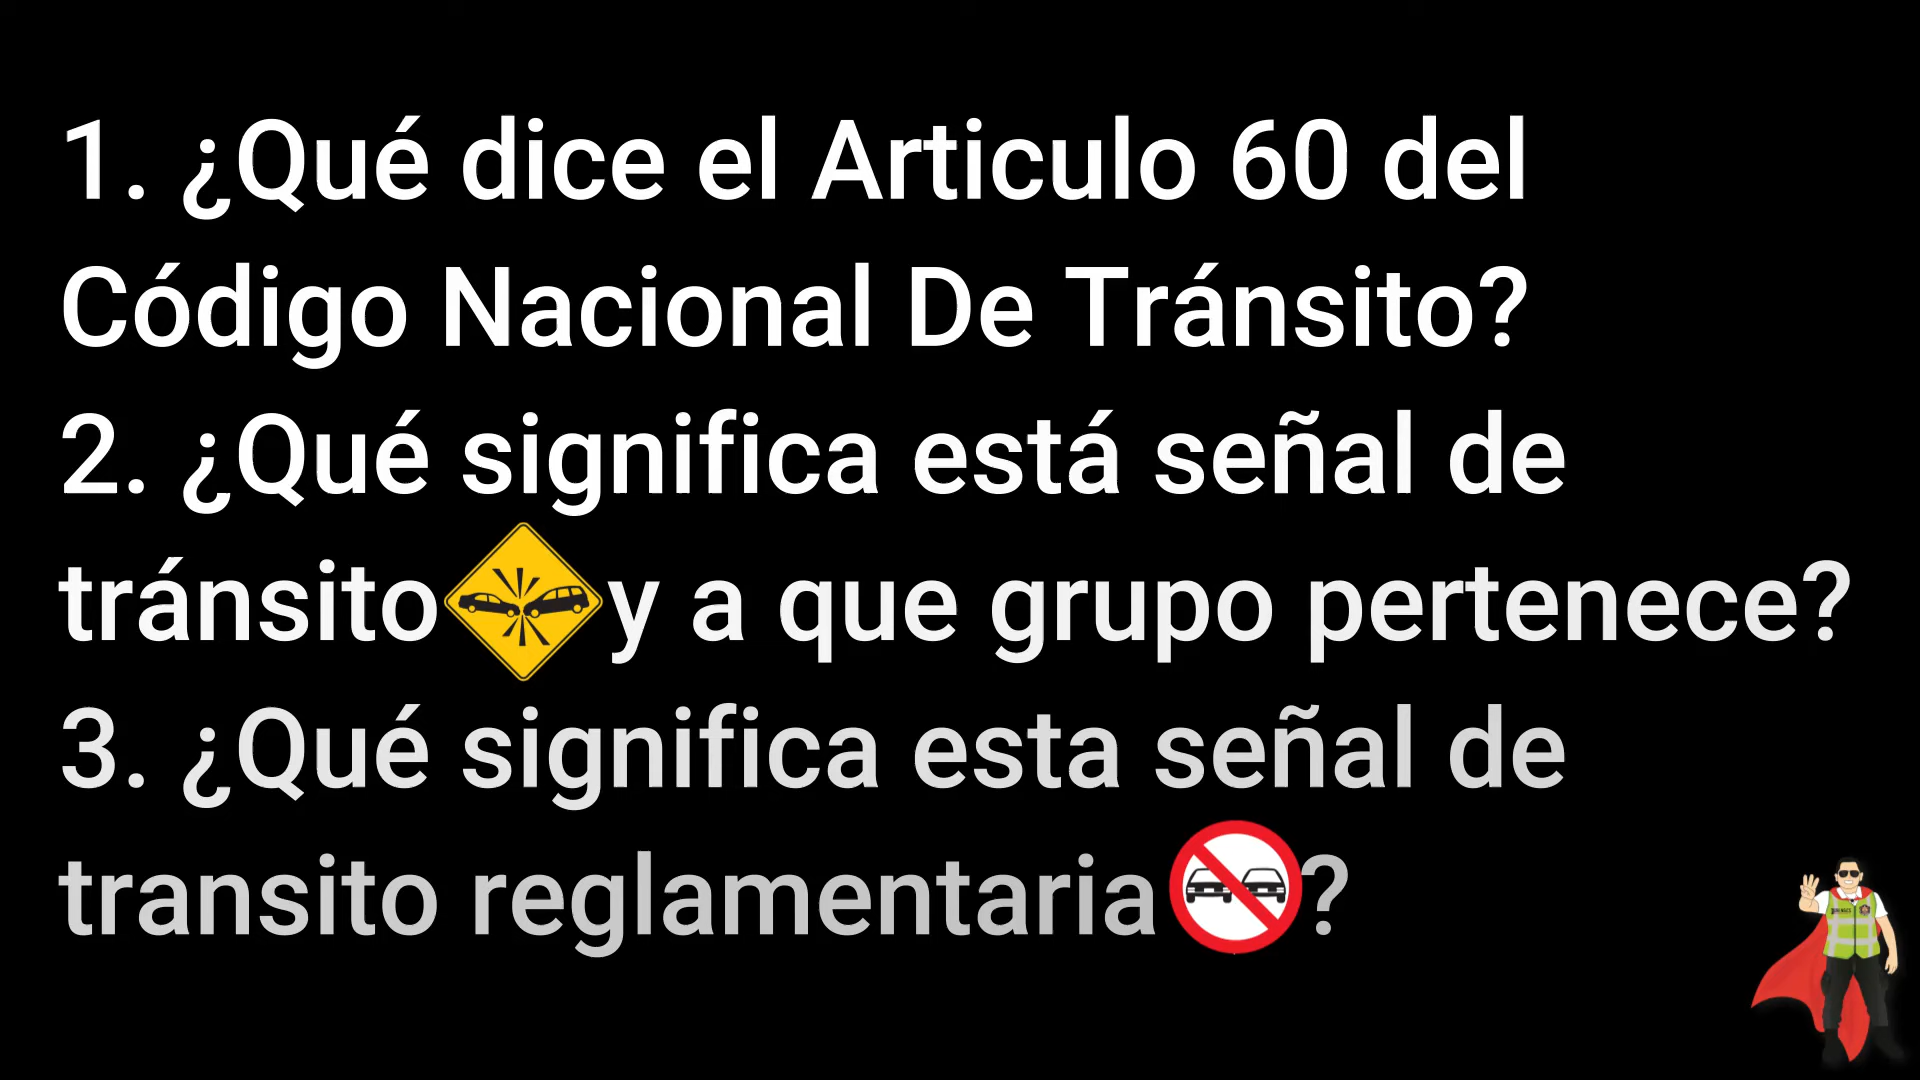 1. ¿Qué dice el Articulo 60 del
Código Nacional De Tránsito?
2. ¿Qué significa está señal de
tránsito y a que grupo pertenece?
3. ¿Qué significa esta señal de
transito reglamentaria ?